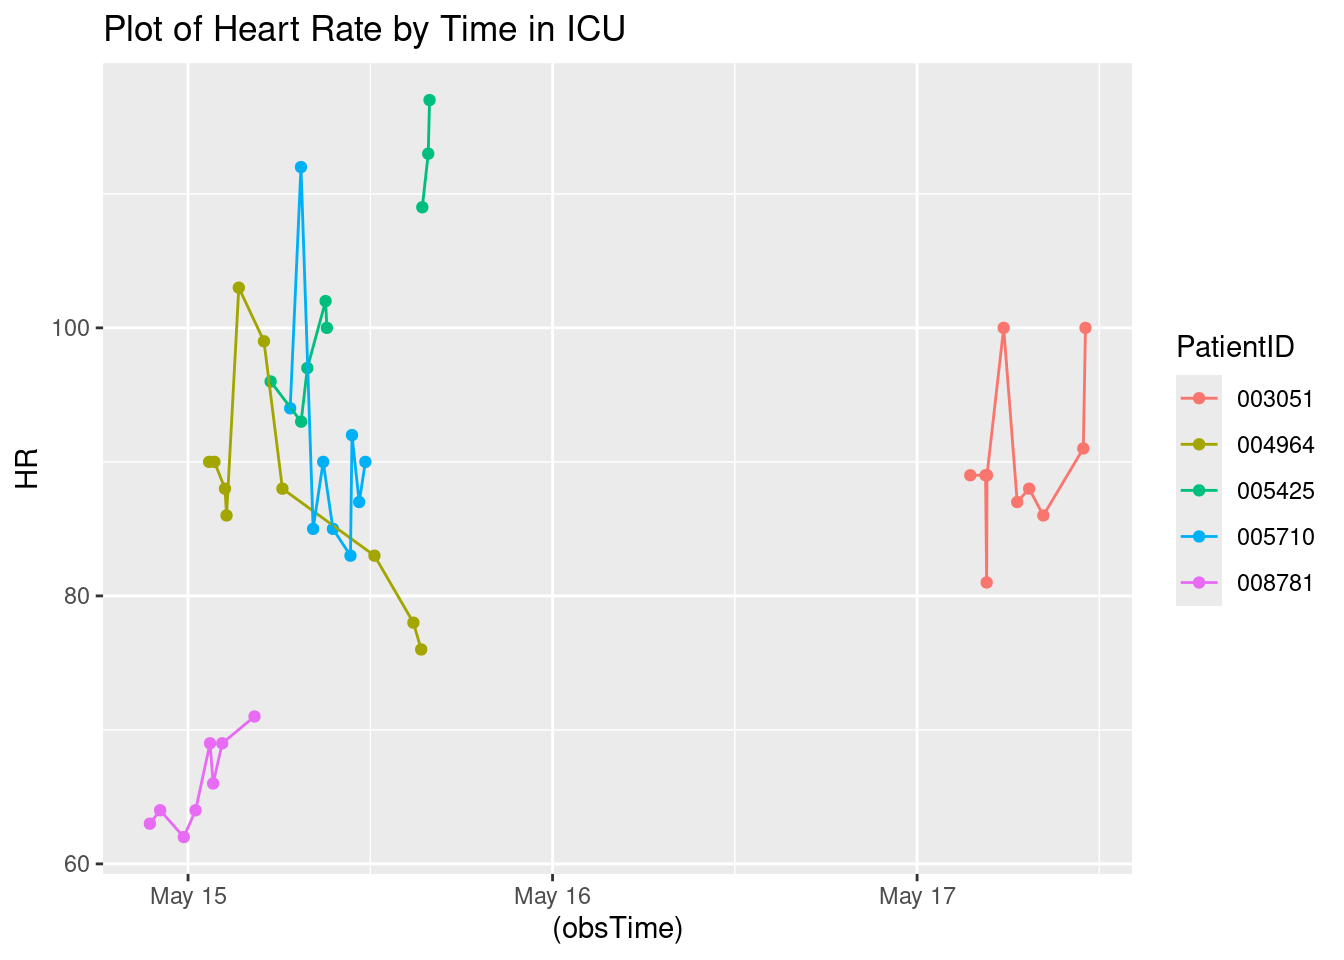 Plot of Heart Rate by Time in ICU
HR
100
80
60
May 15
May 16
May 17
(obsTime)
PatientID
003051
004964
005425
005710
008781